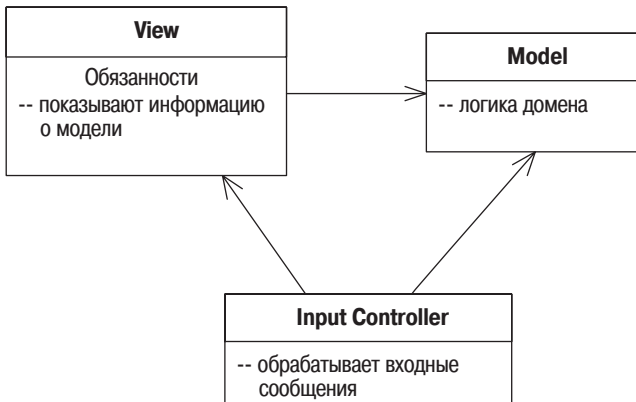 View
Обязанности
-- показывают информацию
о модели
Model
-- логика домена
Input Controller
-- обрабатывает входные
сообщения